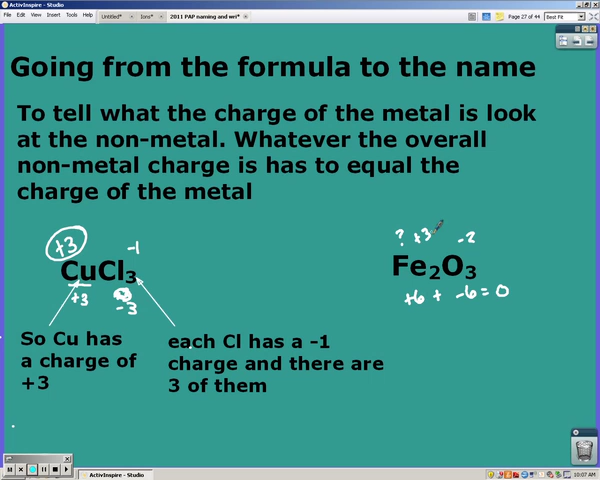 ActivInspire - Studio
File Edit View Insert Tools Help
Untitled*
Ions*
2011 PAP naming and wri*
Page 27 of 44
Best Fit
Going from the formula to the name
To tell what the charge of the metal is look
at the non-metal. Whatever the overall
non-metal charge is has to equal the
charge of the metal
+3
-1
CuCl3
+3
-3
So Cu has
a charge of
+3
each Cl has a -1
charge and there are
3 of them
? +3
-2
Fe2O3
+6 + -6 = 0
ActivInspire - Studio
10:07 AM